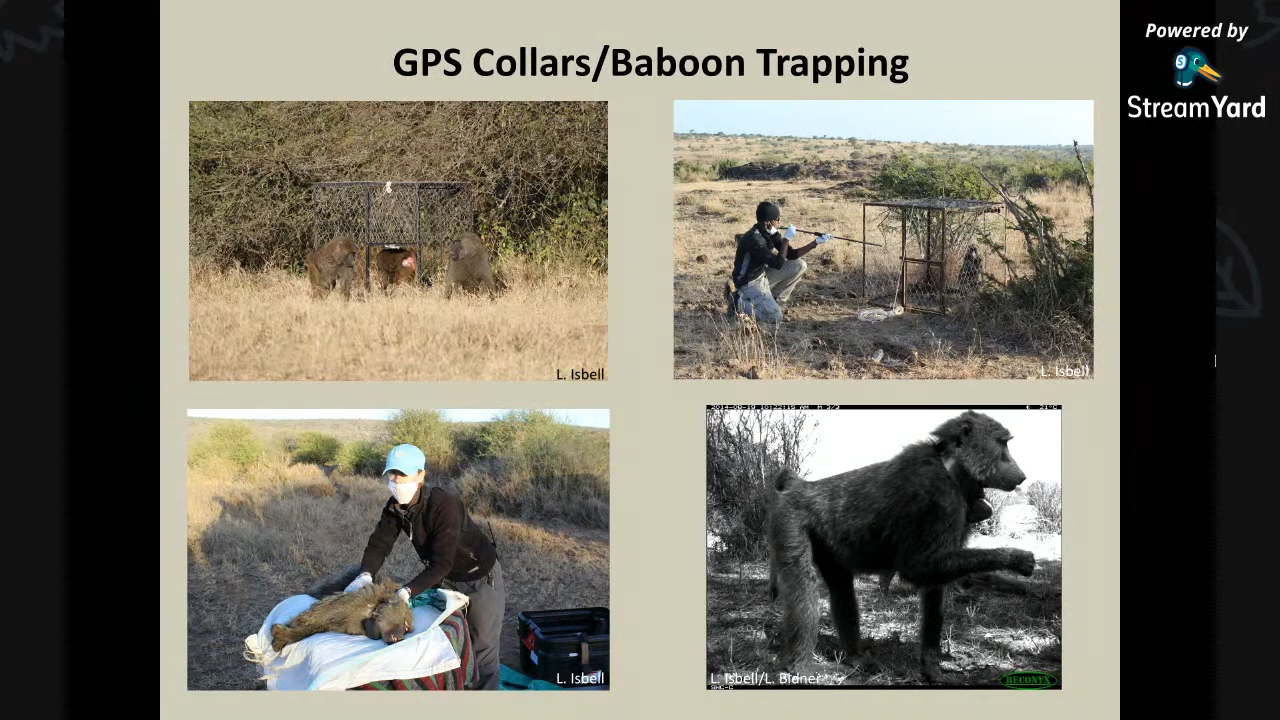 GPS Collars/Baboon Trapping
Powered by
StreamYard
L. Isbell
L. Isbell
L. Isbell
L. Isbell/L. Bidner
RECONYX